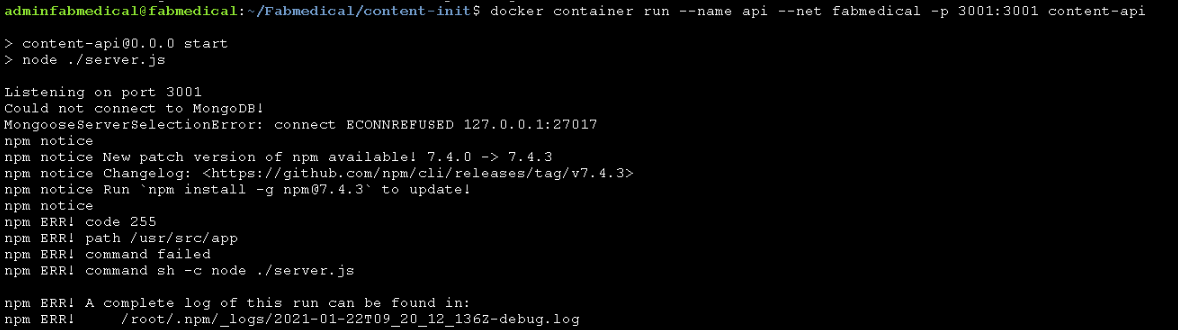 adminfabmedical@fabmedical:~/Fabmedical/content-init$ docker container run --name api --net fabmedical -p 3001:3001 content-api
> content-api@0.0.0 start
> node ./server.js
Listening on port 3001
Could not connect to MongoDB!
MongooseServerSelectionError: connect ECONNREFUSED 127.0.0.1:27017
npm notice
npm notice New patch version of npm available! 7.4.0 -> 7.4.3
npm notice Changelog: <https://github.com/npm/cli/releases/tag/v7.4.3>
npm notice Run `npm install -g npm@7.4.3` to update!
npm notice
npm ERR! code 255
npm ERR! path /usr/src/app
npm ERR! command failed
npm ERR! command sh -c node ./server.js
npm ERR! A complete log of this run can be found in:
npm ERR!     /root/.npm/_logs/2021-01-22T09_20_12_136Z-debug.log